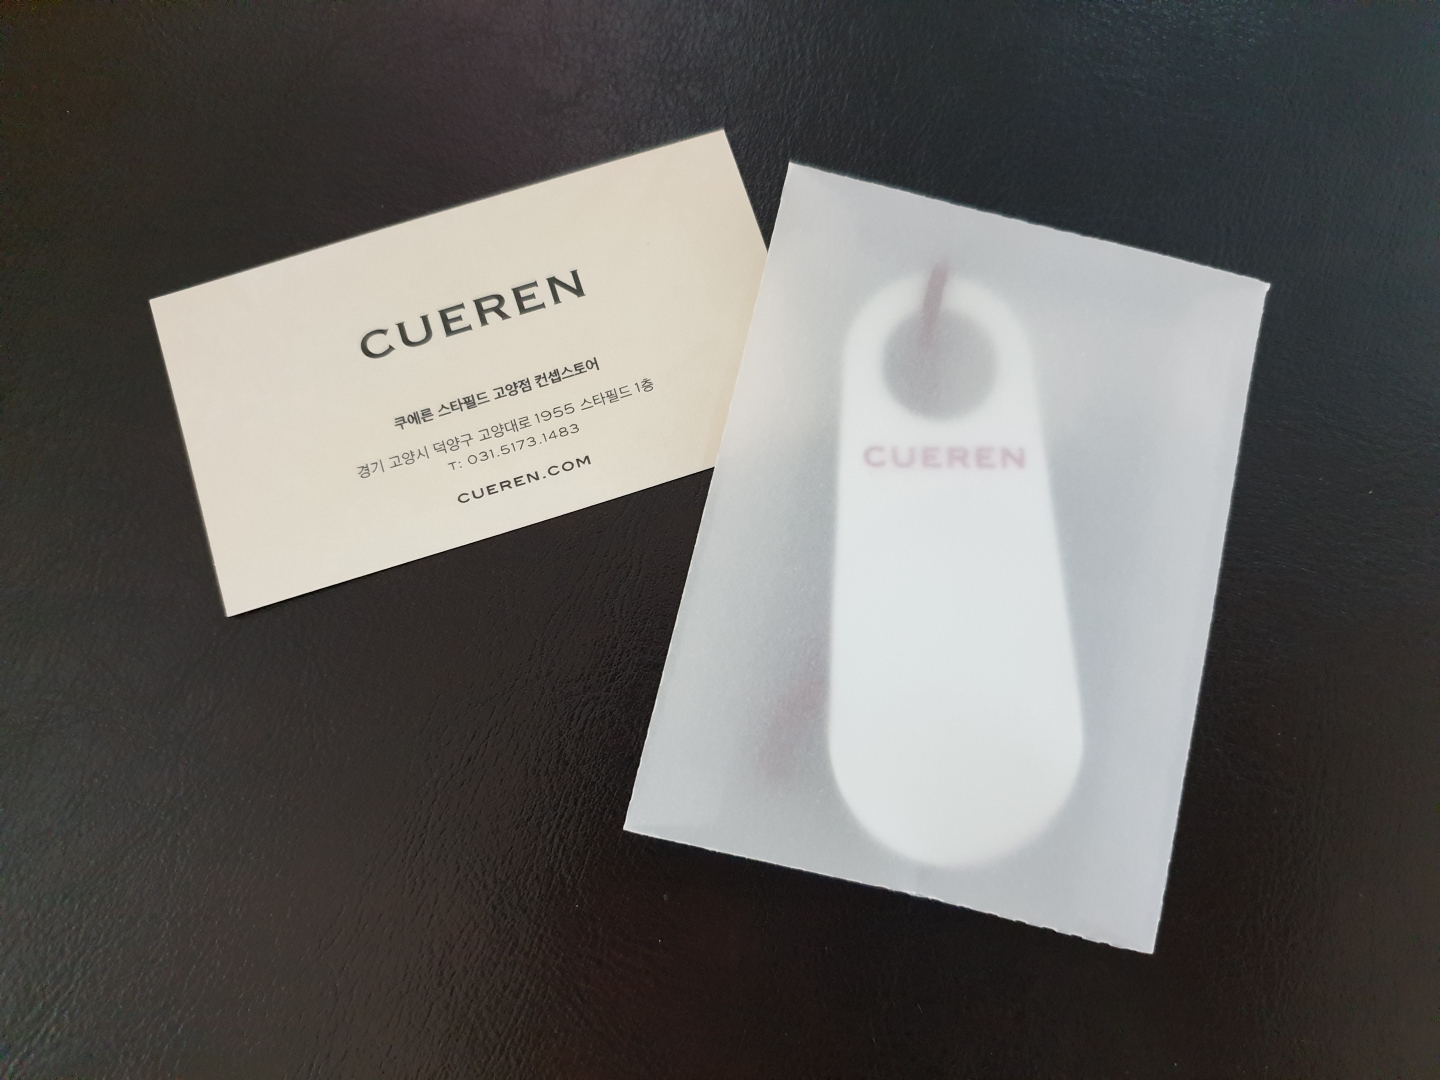 CUEREN
쿠에른 스타필드 고양점 컨셉스토어
경기 고양시 덕양구 고양대로 1955 스타필드 1층
T: 031.5173.1483
CUEREN.COM
CUEREN